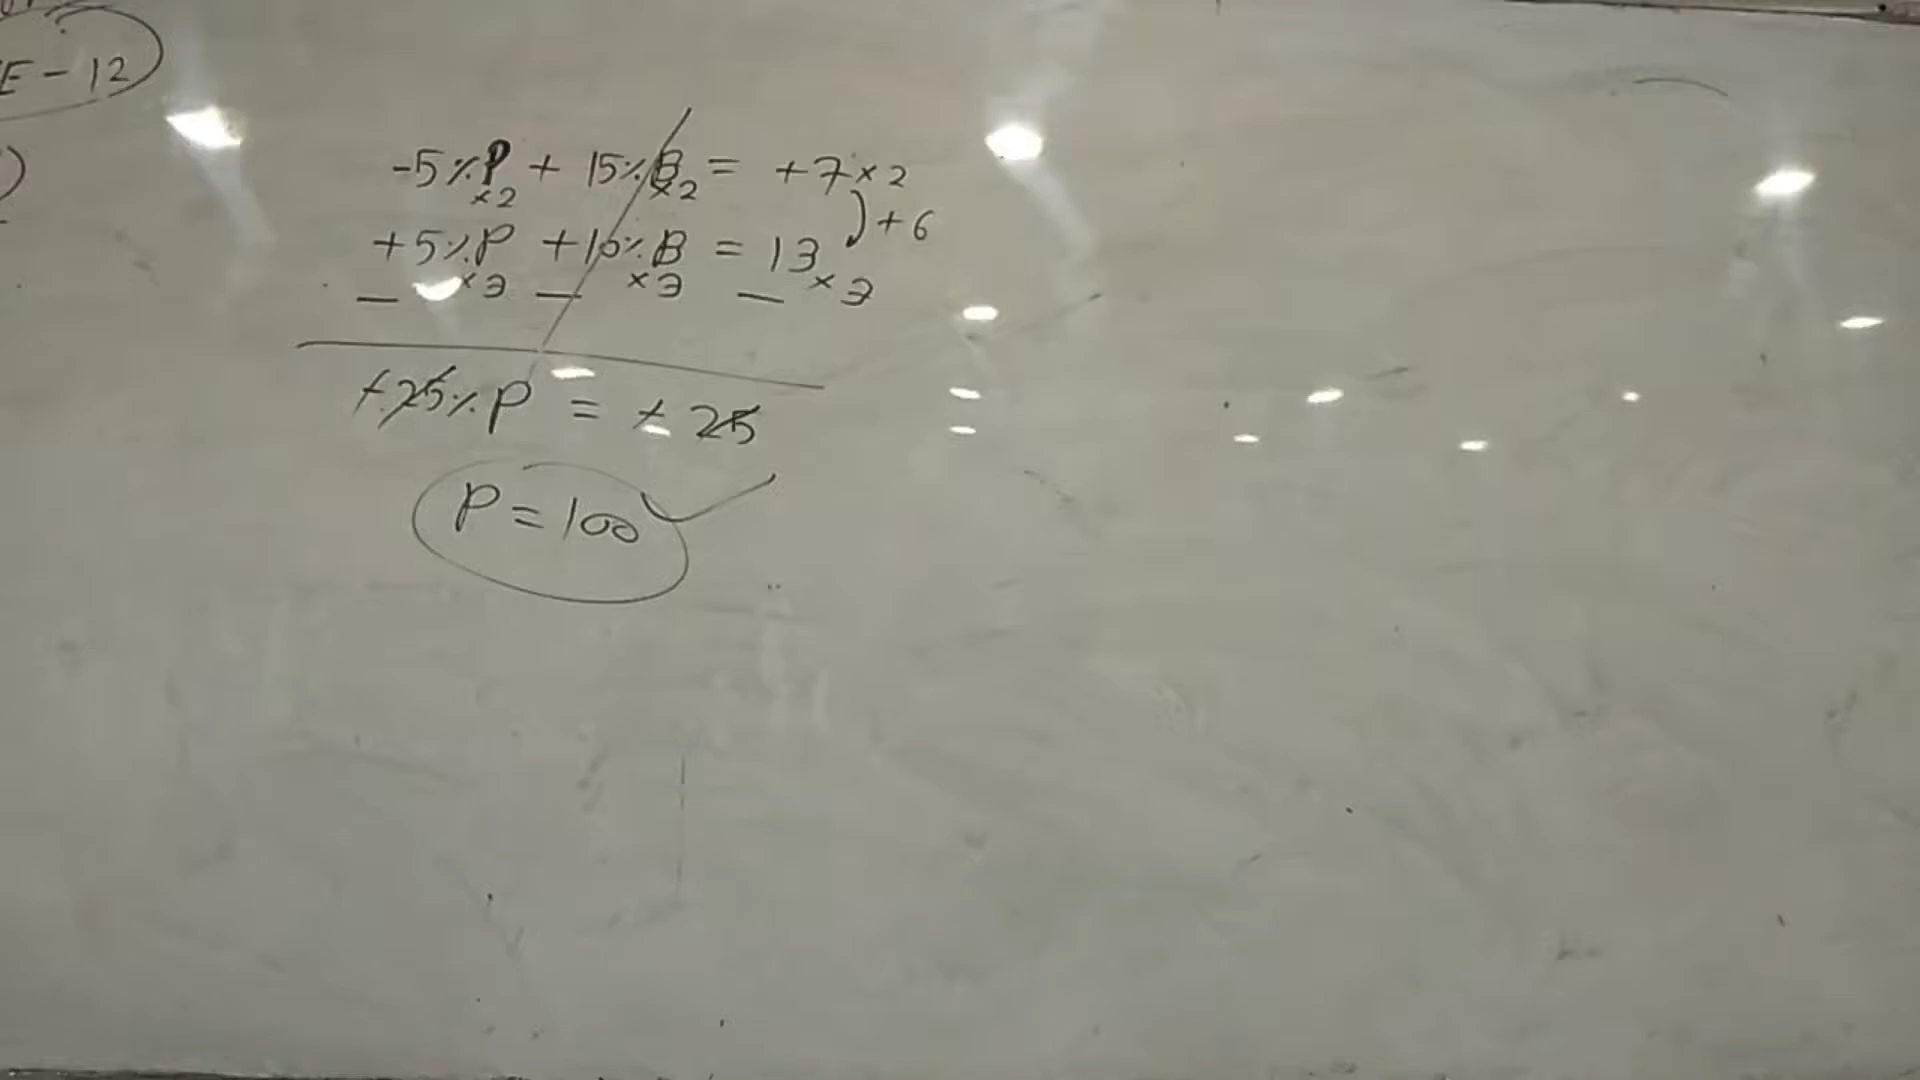 E - 12
-5%P + 15%B = +7 × 2
×2 ×2
) + 6
+5%P +10%B = 13
×3 ×3 ×3
— — —
+25%P = + 25
P = 100